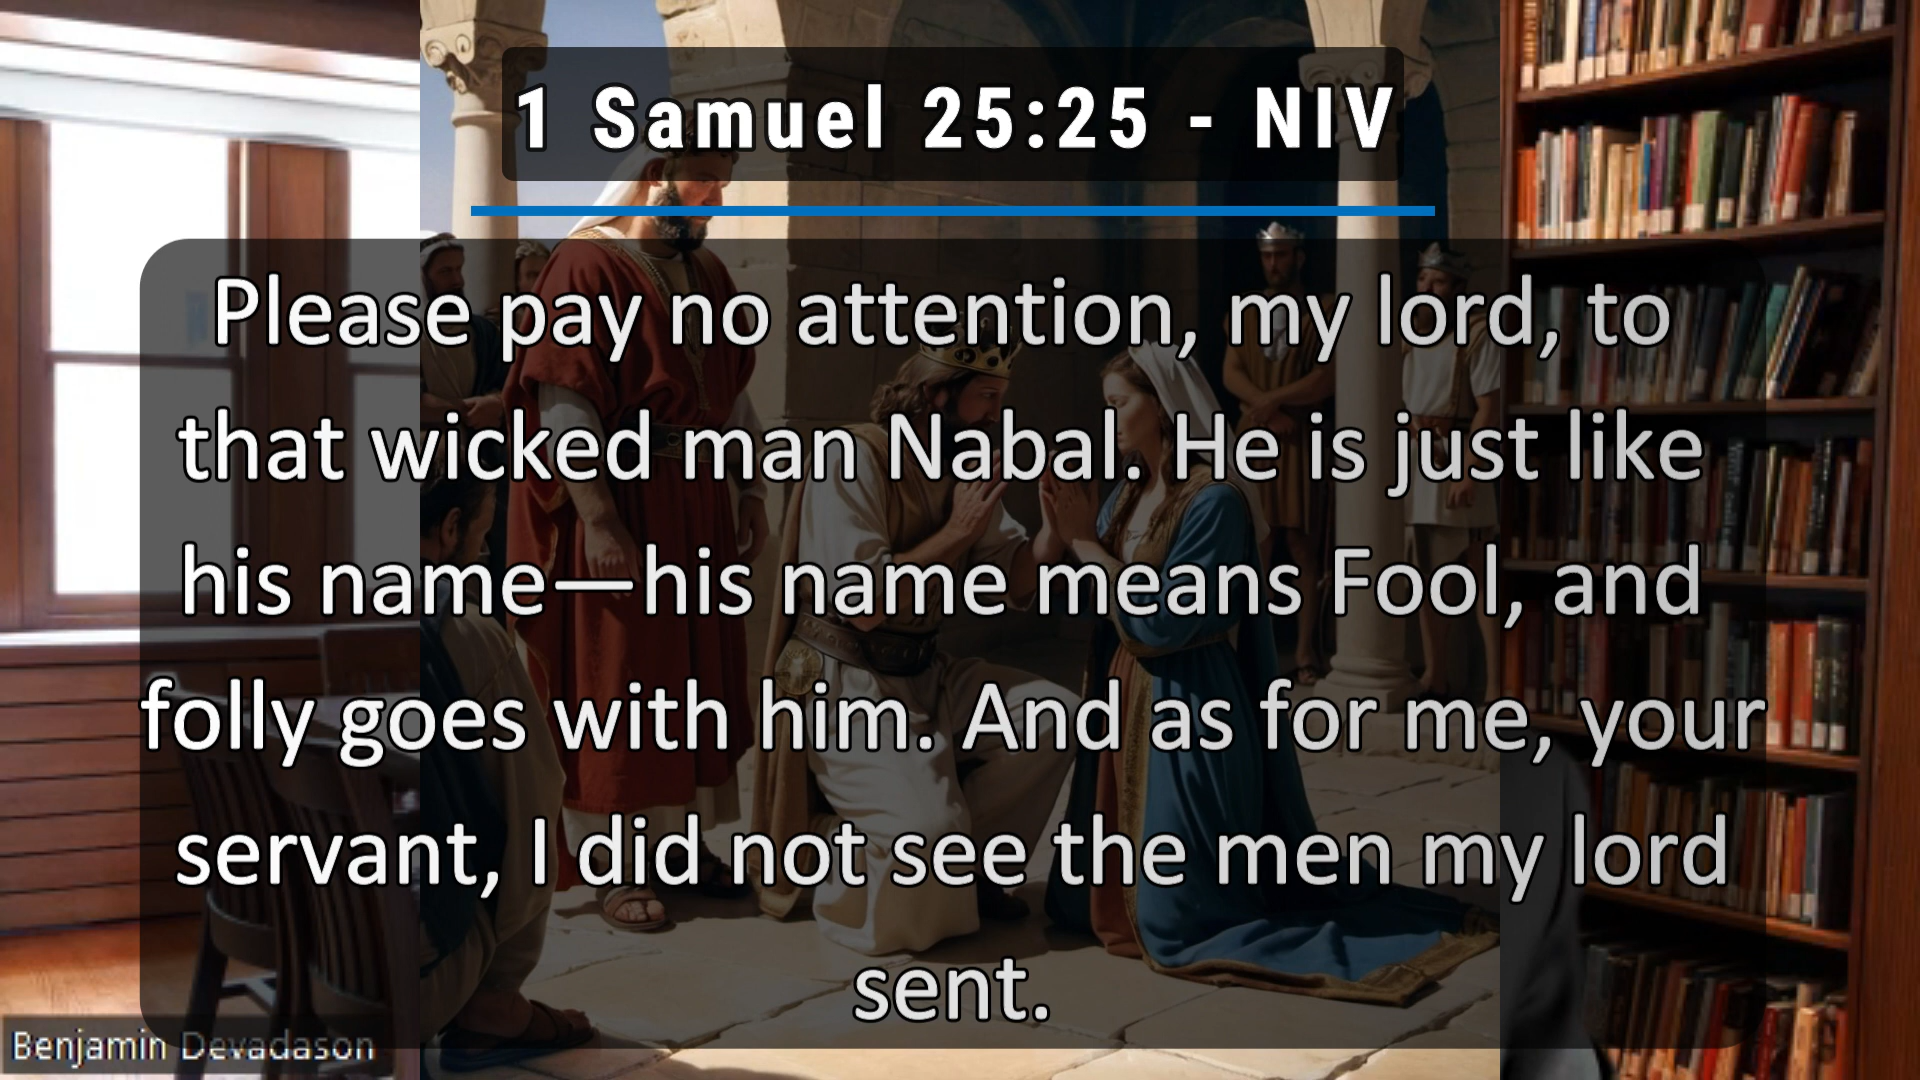 1 Samuel 25:25 - NIV
Please pay no attention, my lord, to
that wicked man Nabal. He is just like
his name—his name means Fool, and
folly goes with him. And as for me, your
servant, I did not see the men my lord
sent.
Benjamin Devadason